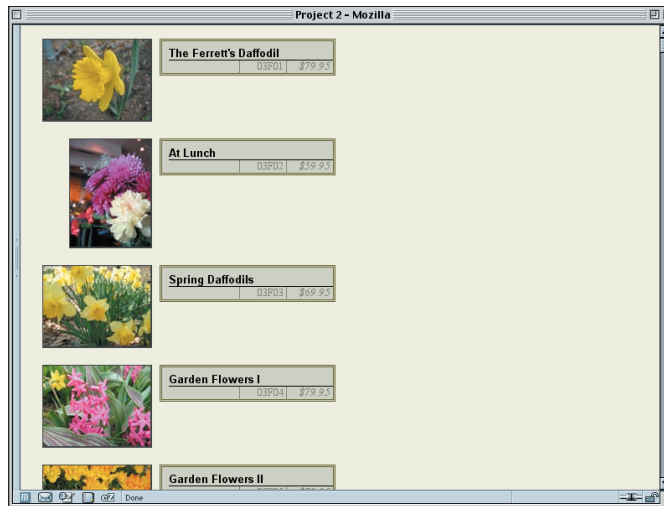 Project 2 – Mozilla
The Ferrett's Daffodil
03F01 $79.95
At Lunch
03F02 $59.95
Spring Daffodils
03F03 $69.95
Garden Flowers I
03F04 $79.95
Garden Flowers II
Done